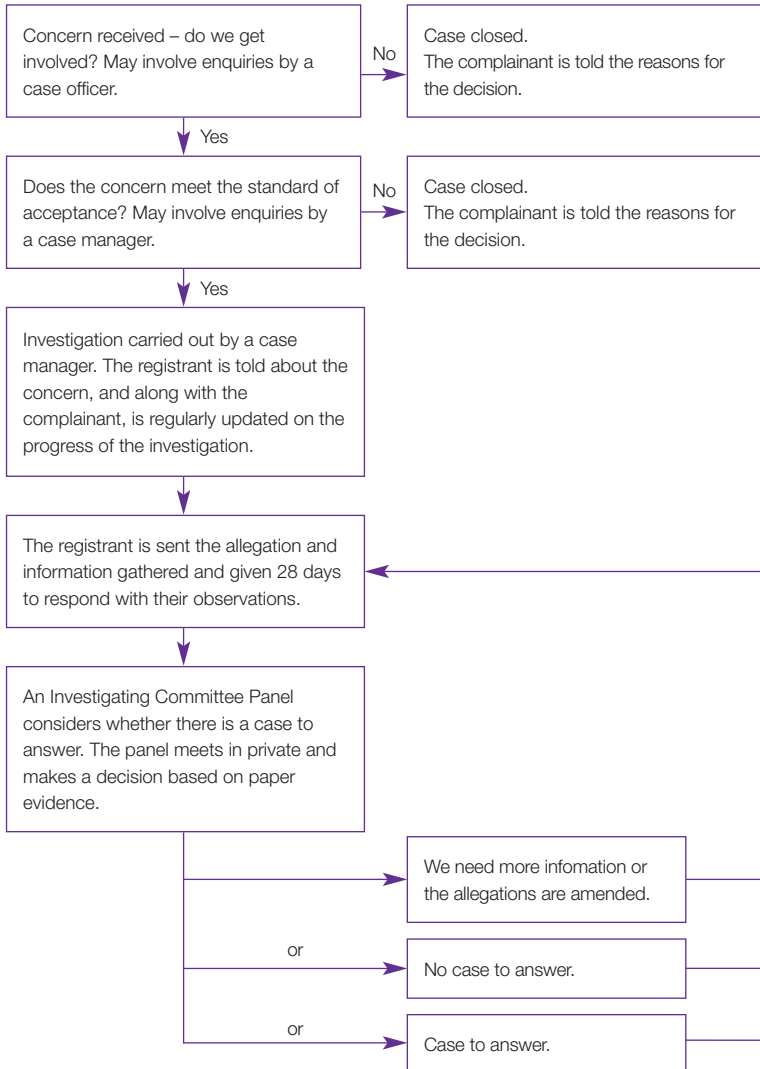 Concern received – do we get
involved? May involve enquiries by a
case officer.
No
Case closed.
The complainant is told the reasons for
the decision.
Yes
Does the concern meet the standard of
acceptance? May involve enquiries by
a case manager.
No
Case closed.
The complainant is told the reasons for
the decision.
Yes
Investigation carried out by a case
manager. The registrant is told about the
concern, and along with the
complainant, is regularly updated on the
progress of the investigation.
The registrant is sent the allegation and
information gathered and given 28 days
to respond with their observations.
An Investigating Committee Panel
considers whether there is a case to
answer. The panel meets in private and
makes a decision based on paper
evidence.
We need more infomation or
the allegations are amended.
or
No case to answer.
or
Case to answer.